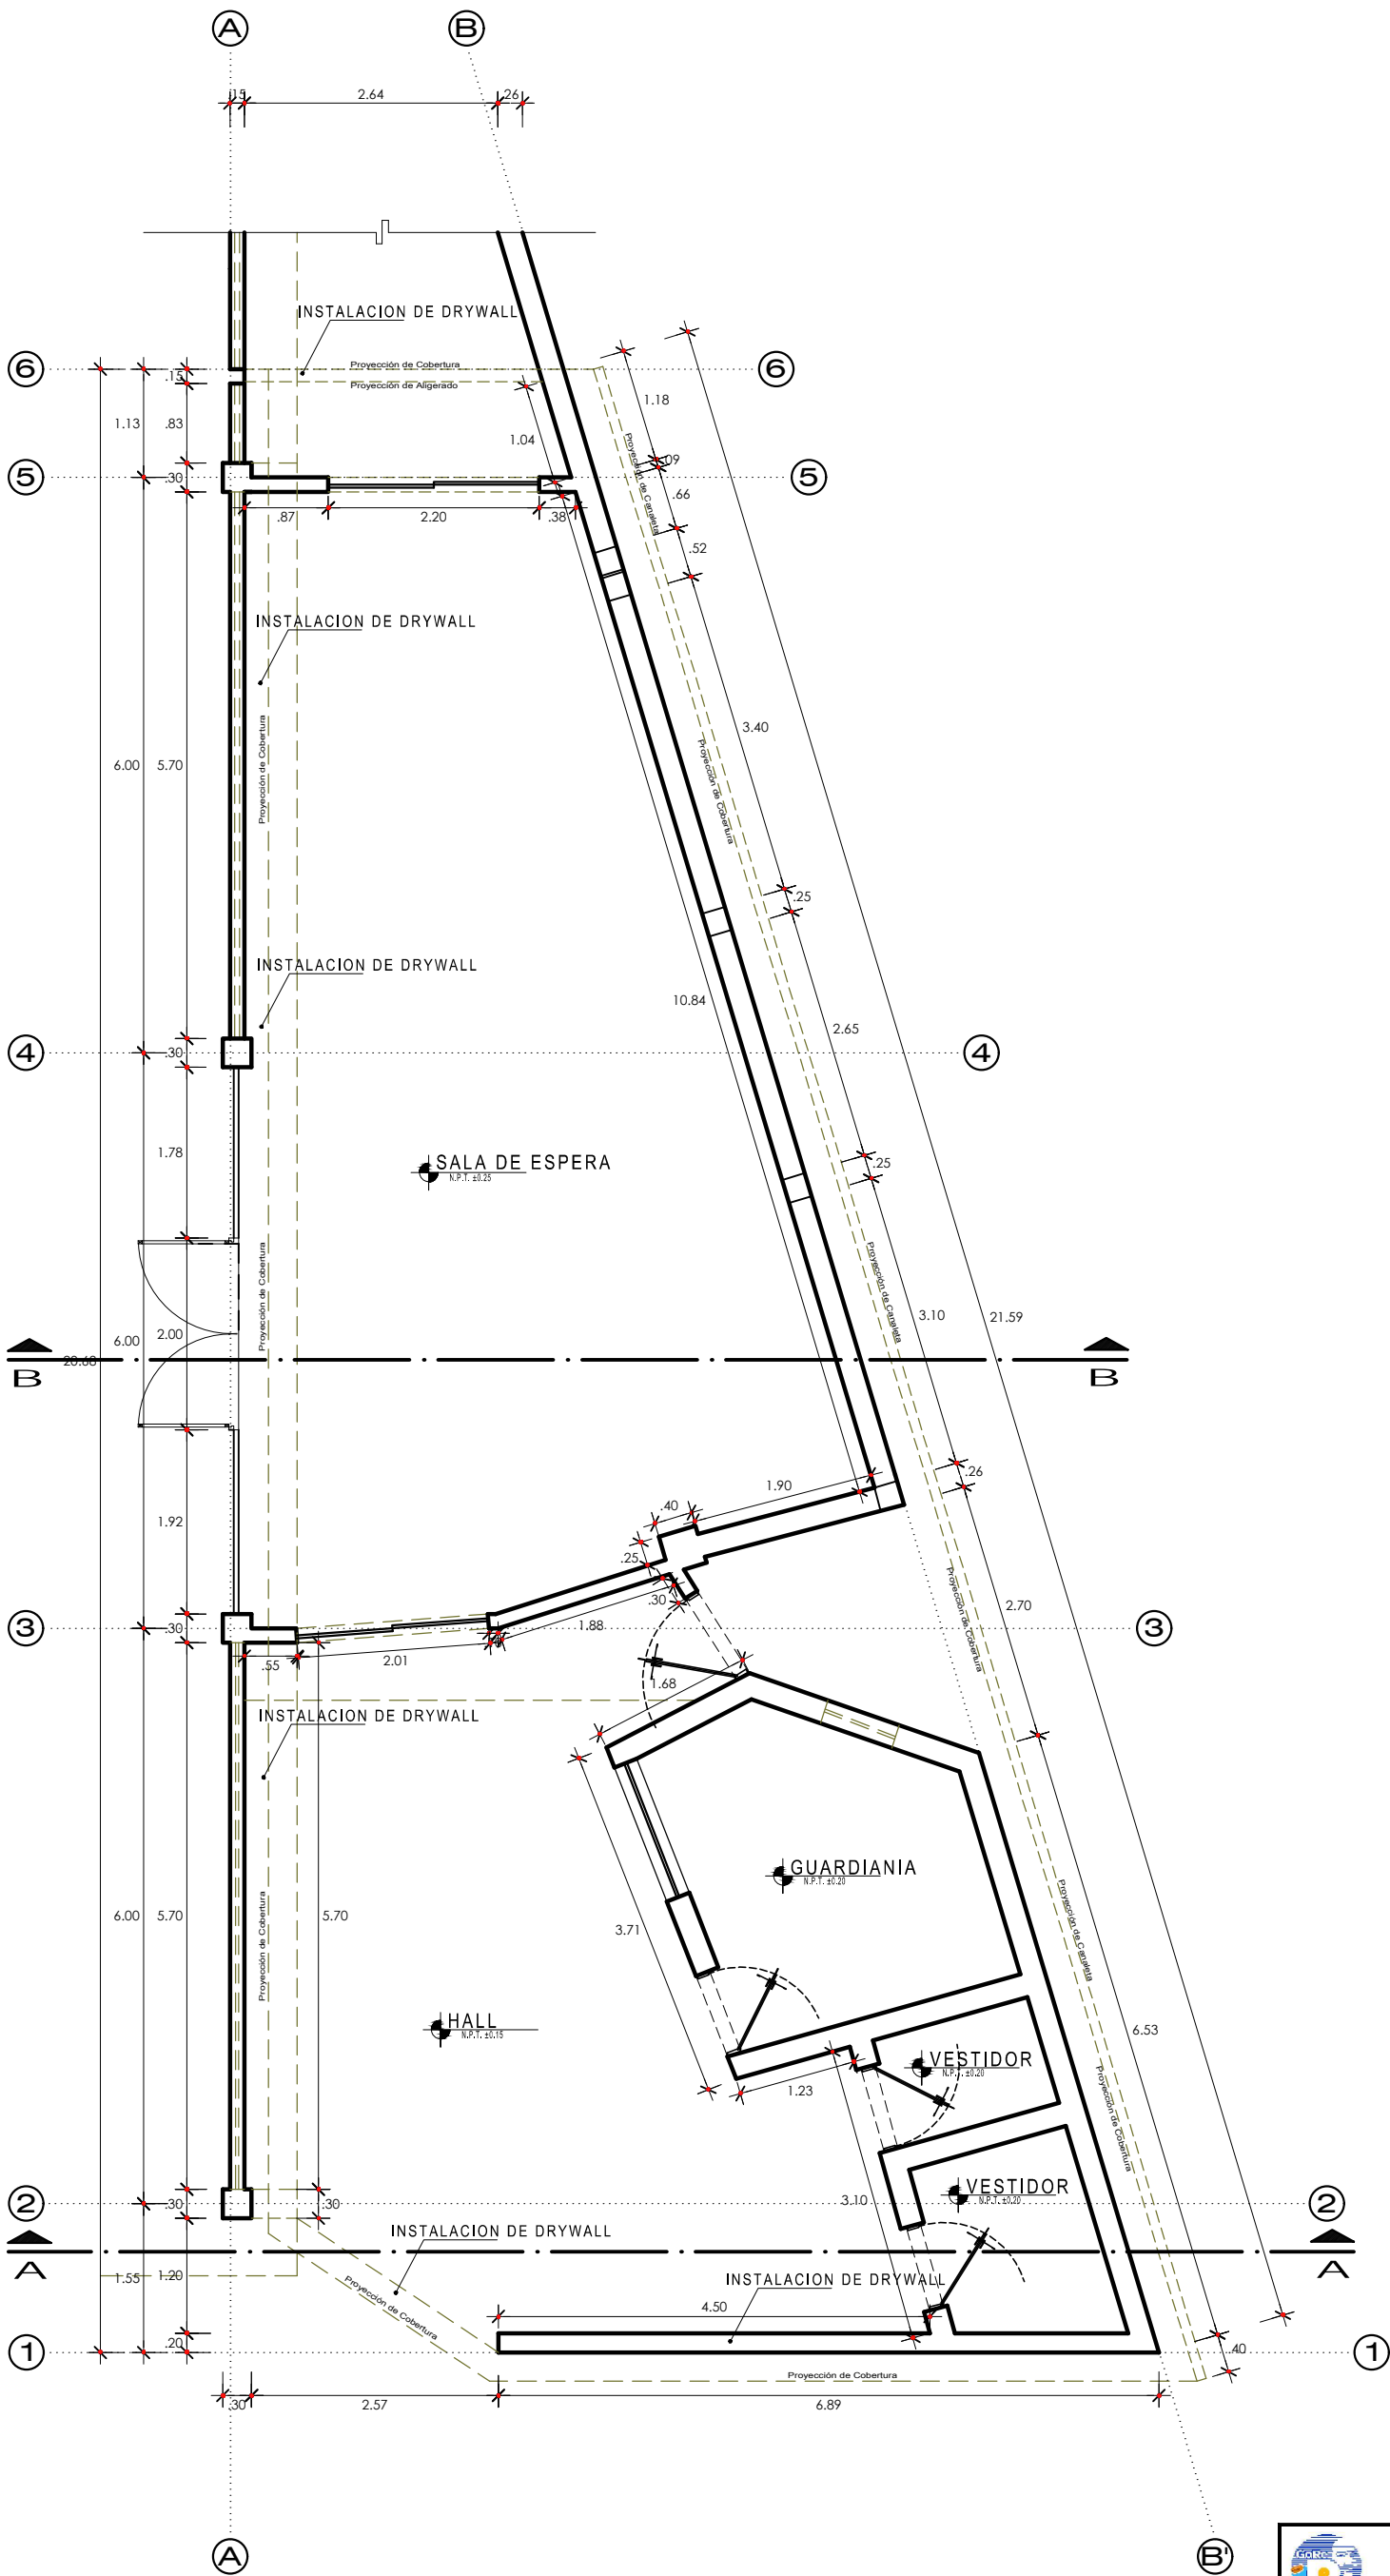 A
B
.15
2.64
.26
INSTALACION DE DRYWALL
6
Proyección de Cobertura
6
.15
Proyección de Aligerado
1.13
.83
1.04
1.18
Proyección de Canaleta
.09
5
.30
5
.66
.87
2.20
.38
.52
INSTALACION DE DRYWALL
3.40
Proyección de Cobertura
Proyección de Cobertura
6.00
5.70
.25
INSTALACION DE DRYWALL
10.84
2.65
4
.30
4
1.78
SALA DE ESPERA
N.P.T. ±0.25
.25
Proyección de Cobertura
Proyección de Canaleta
3.10
21.59
6.00
2.00
20.68
B
B
1.90
.26
.40
1.92
.25
Proyección de Cobertura
.30
2.70
3
.30
1.88
3
.55
2.01
1.68
INSTALACION DE DRYWALL
GUARDIANIA
N.P.T. ±0.20
Proyección de Cobertura
6.00
5.70
5.70
3.71
Proyección de Canaleta
HALL
N.P.T. ±0.15
6.53
VESTIDOR
N.P.T. ±0.20
1.23
Proyección de Cobertura
3.10
VESTIDOR
N.P.T. ±0.20
2
.30
.30
2
INSTALACION DE DRYWALL
A
A
1.55
1.20
INSTALACION DE DRYWALL
Proyección de Cobertura
4.50
1
.20
.40
1
Proyección de Cobertura
.30
2.57
6.89
A
B'